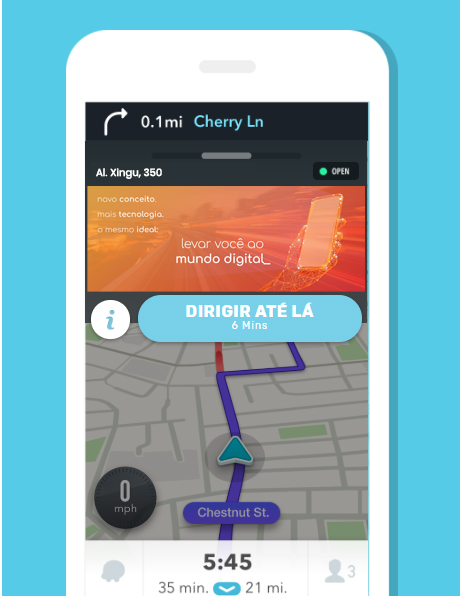 0.1mi Cherry Ln
Al. Xingu, 350
OPEN
novo conceito.
mais tecnologia.
o mesmo ideal:
levar você ao
mundo digital_
i
DIRIGIR ATÉ LÁ
6 Mins
0
mph
Chestnut St.
5:45
35 min. 21 mi.
3